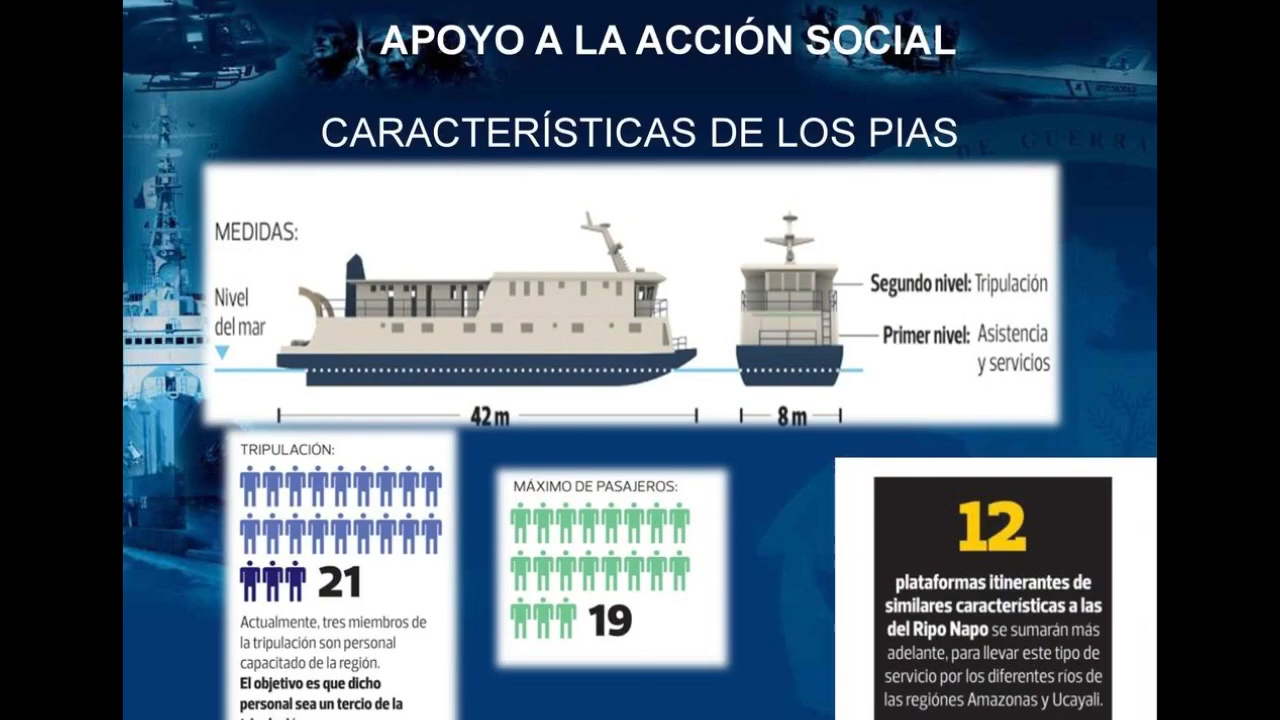 APOYO A LA ACCIÓN SOCIAL
CARACTERÍSTICAS DE LOS PIAS
DE GUERRA
MEDIDAS:
Nivel
del mar
Segundo nivel: Tripulación
Primer nivel: Asistencia
y servicios
42 m
8 m
TRIPULACIÓN:
21
Actualmente, tres miembros de
la tripulación son personal
capacitado de la región.
El objetivo es que dicho
personal sea un tercio de la
MÁXIMO DE PASAJEROS:
19
12
plataformas itinerantes de
similares características a las
del Ripo Napo se sumarán más
adelante, para llevar este tipo de
servicio por los diferentes ríos de
las regiónes Amazonas y Ucayali.